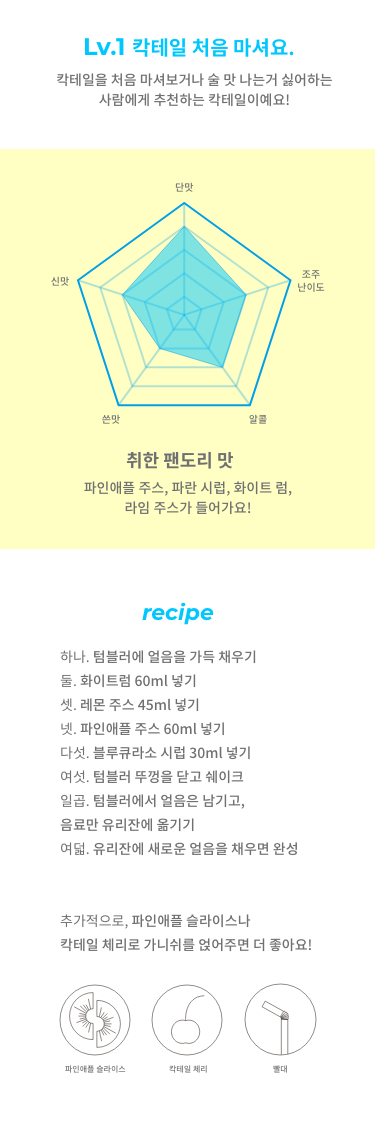 Lv.1 칵테일 처음 마셔요.
칵테일을 처음 마셔보거나 술 맛 나는거 싫어하는
사람에게 추천하는 칵테일이예요!
단맛
신맛
조주
난이도
쓴맛
알콜
취한 팬도리 맛
파인애플 주스, 파란 시럽, 화이트 럼,
라임 주스가 들어가요!
recipe
하나. 텀블러에 얼음을 가득 채우기
둘. 화이트럼 60ml 넣기
셋. 레몬 주스 45ml 넣기
넷. 파인애플 주스 60ml 넣기
다섯. 블루큐라소 시럽 30ml 넣기
여섯. 텀블러 뚜껑을 닫고 쉐이크
일곱. 텀블러에서 얼음은 남기고,
음료만 유리잔에 옮기기
여덟. 유리잔에 새로운 얼음을 채우면 완성
추가적으로, 파인애플 슬라이스나
칵테일 체리로 가니쉬를 얹어주면 더 좋아요!
파인애플 슬라이스
칵테일 체리
빨대